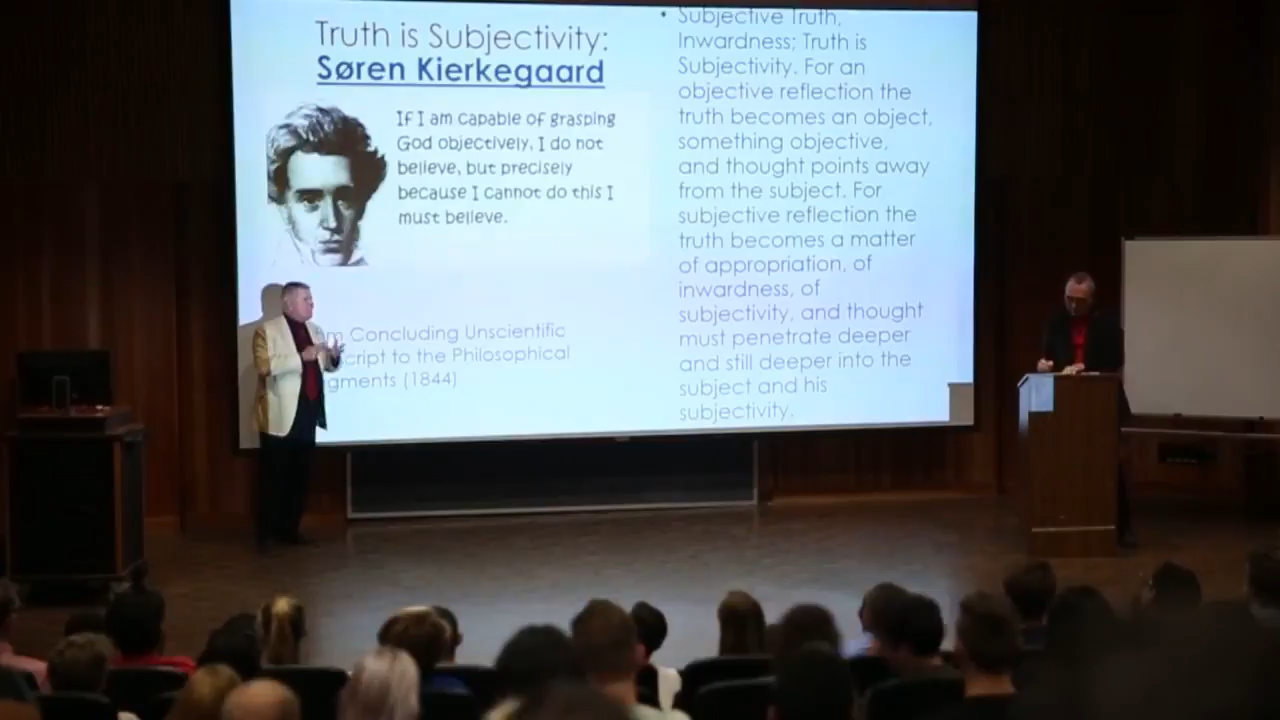 Truth is Subjectivity:
Søren Kierkegaard
If I am capable of grasping
God objectively, I do not
believe, but precisely
because I cannot do this I
must believe.
Concluding Unscientific
to the Philosophical
(1844)
• Subjective Truth,
Inwardness; Truth is
Subjectivity. For an
objective reflection the
truth becomes an object,
something objective,
and thought points away
from the subject. For
subjective reflection the
truth becomes a matter
of appropriation, of
inwardness, of
subjectivity, and thought
must penetrate deeper
and still deeper into the
subject and his
subjectivity.